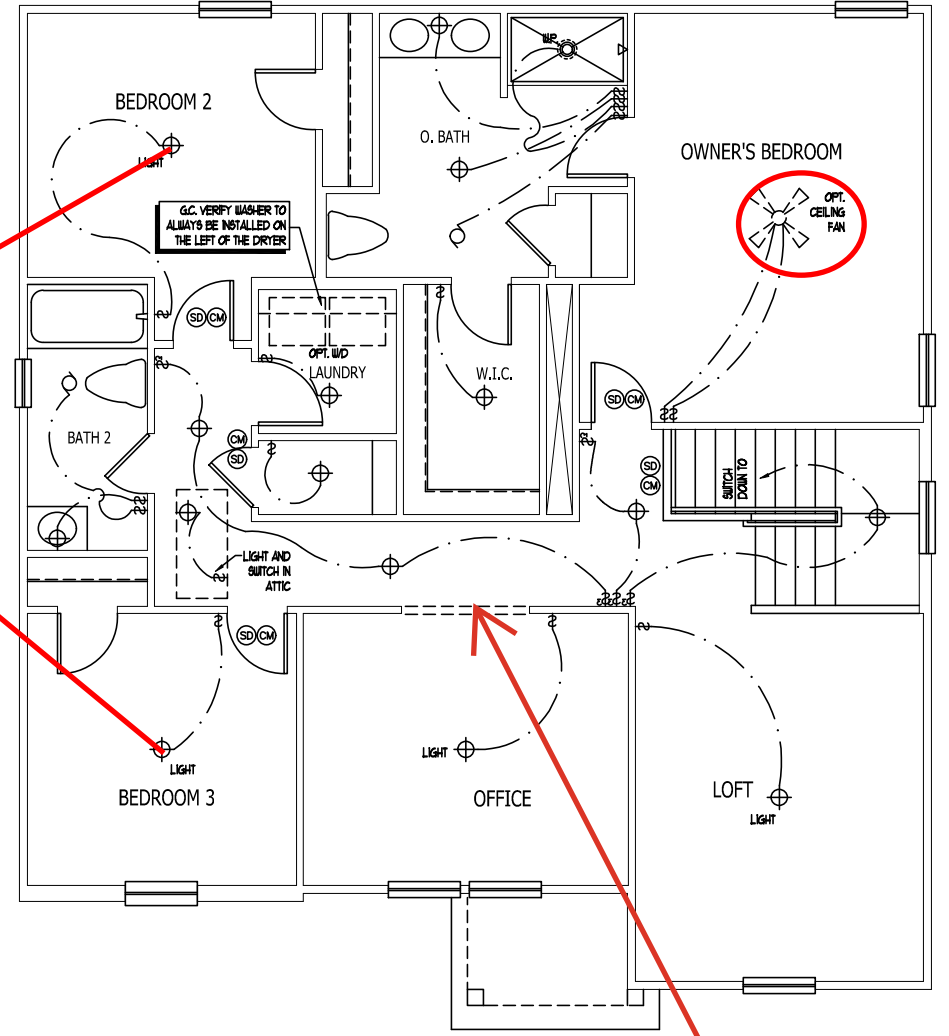 BEDROOM 2
LIGHT
W.P.
O. BATH
OWNER'S BEDROOM
OPT.
CEILING
FAN
G.C. VERIFY WASHER TO
ALWAYS BE INSTALLED ON
THE LEFT OF THE DRYER
SD CM
OPT. W/D
LAUNDRY
W.I.C.
SD CM
BATH 2
CM
SD
SD
CM
SWITCH
DOWN TO
LIGHT AND
SWITCH IN
ATTIC
SD CM
LIGHT
BEDROOM 3
LIGHT
OFFICE
LOFT
LIGHT